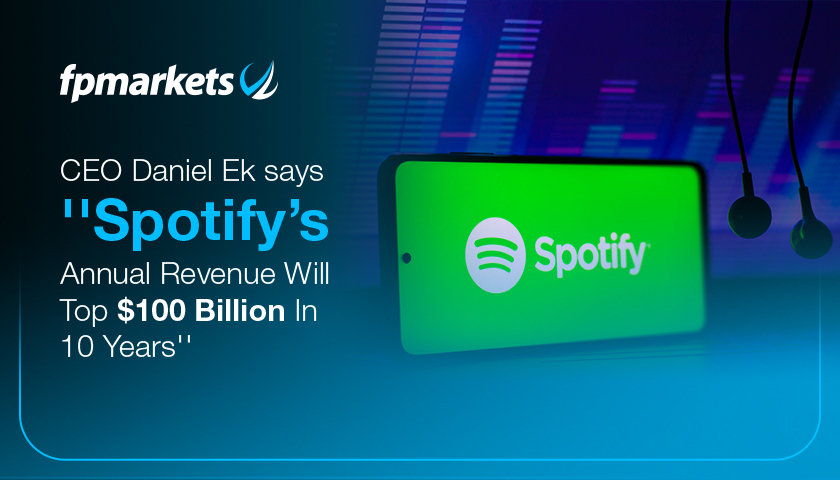 fpmarkets
CEO Daniel Ek says
''Spotify’s
Annual Revenue Will
Top $100 Billion In
10 Years''
Spotify